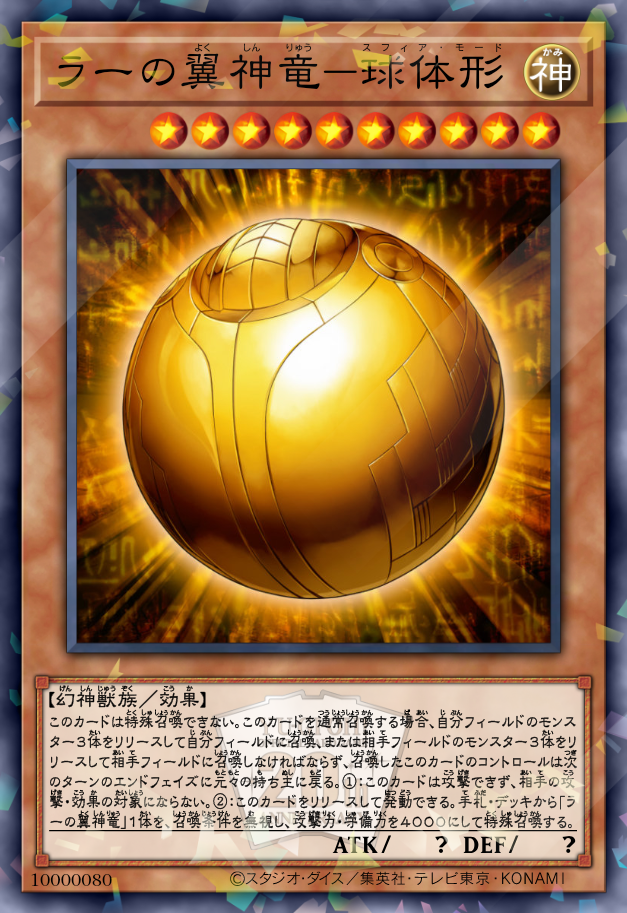 ラーの翼神竜－球体形
神
【幻神獣族／効果】
このカードは特殊召喚できない。このカードを通常召喚する場合、自分フィールドのモンス
ター３体をリリースして自分フィールドに召喚、または相手フィールドのモンスター３体をリ
リースして相手フィールドに召喚しなければならず、召喚したこのカードのコントロールは次
のターンのエンドフェイズに元々の持ち主に戻る。①：このカードは攻撃できず、相手の攻
撃・効果の対象にならない。②：このカードをリリースして発動できる。手札・デッキから「ラ
ーの翼神竜」１体を、召喚条件を無視し、攻撃力・守備力を４０００にして特殊召喚する。
ATK/ ? DEF/ ?
10000080 ©スタジオ・ダイス／集英社・テレビ東京・KONAMI